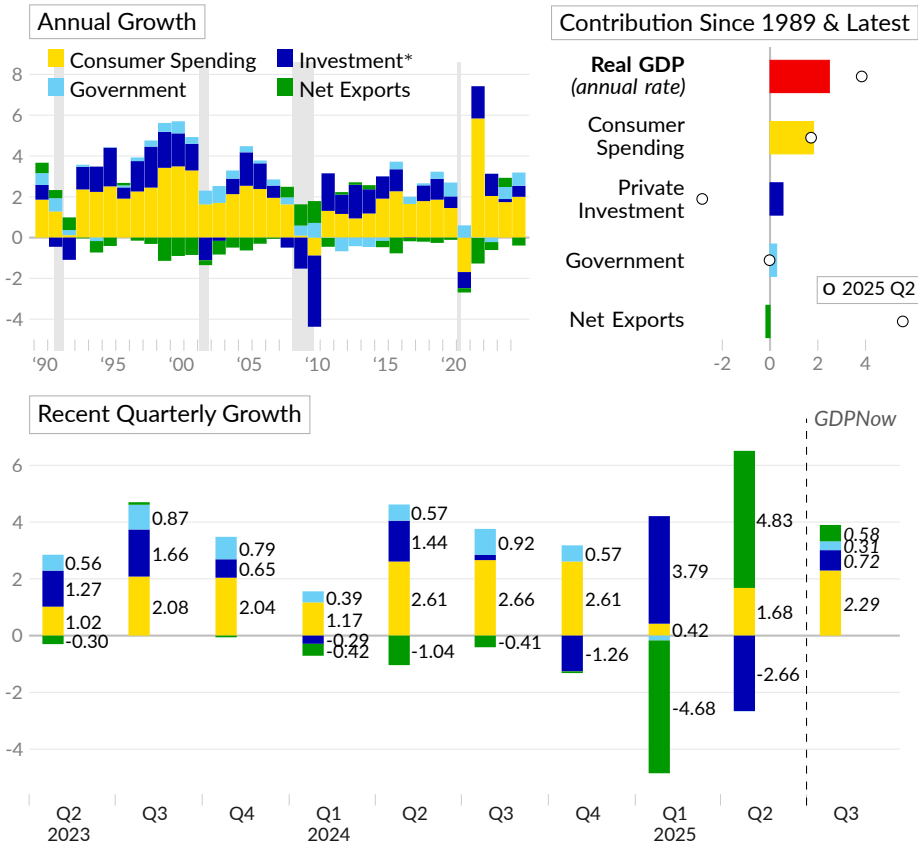 Annual Growth
Consumer Spending
Investment*
Government
Net Exports
8
6
4
2
0
-2
-4
‘90
‘95
‘00
‘05
‘10
‘15
‘20
Contribution Since 1989 & Latest
Real GDP
(annual rate)
Consumer
Spending
Private
Investment
Government
Net Exports
2025 Q2
-2
0
2
4
Recent Quarterly Growth
GDPNow
6
4
2
0
-2
-4
0.56
1.27
1.02
-0.30
0.87
1.66
2.08
0.79
0.65
2.04
0.39
1.17
-0.29
-0.42
0.57
1.44
2.61
-1.04
0.92
2.66
-0.41
0.57
2.61
-1.26
3.79
0.42
-4.68
4.83
1.68
-2.66
0.58
0.31
0.72
2.29
Q2
2023
Q3
Q4
Q1
2024
Q2
Q3
Q4
Q1
2025
Q2
Q3